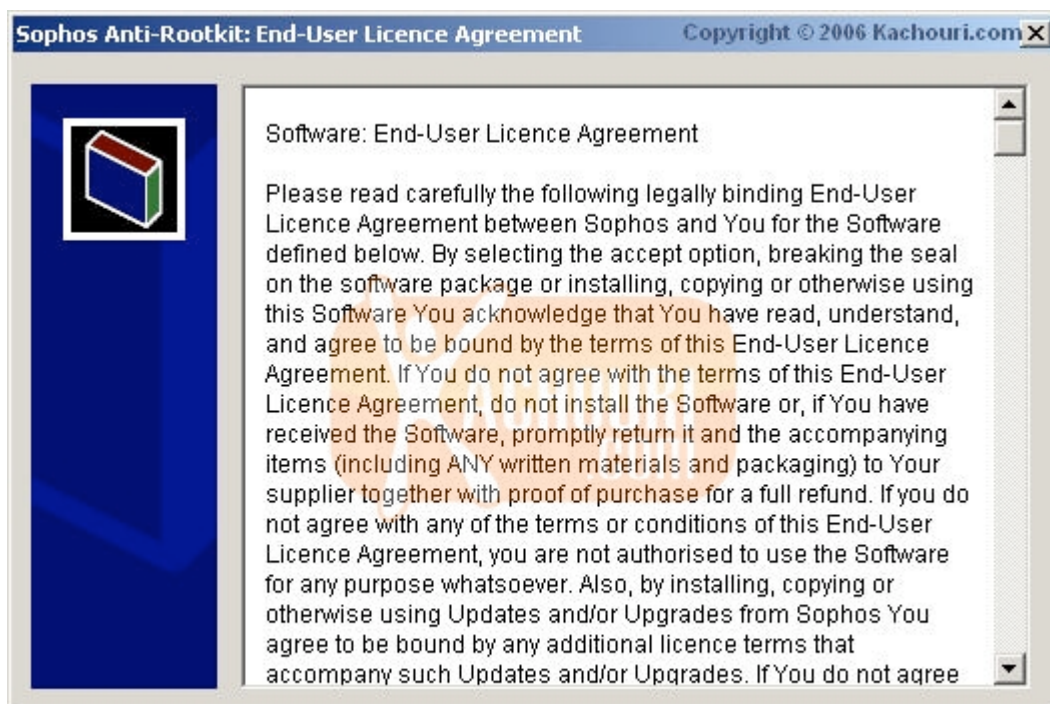 Sophos Anti-Rootkit: End-User Licence Agreement
Copyright © 2006 Kachouri.com
Software: End-User Licence Agreement
Please read carefully the following legally binding End-User
Licence Agreement between Sophos and You for the Software
defined below. By selecting the accept option, breaking the seal
on the software package or installing, copying or otherwise using
this Software You acknowledge that You have read, understand,
and agree to be bound by the terms of this End-User Licence
Agreement. If You do not agree with the terms of this End-User
Licence Agreement, do not install the Software or, if You have
received the Software, promptly return it and the accompanying
items (including ANY written materials and packaging) to Your
supplier together with proof of purchase for a full refund. If you do
not agree with any of the terms or conditions of this End-User
Licence Agreement, you are not authorised to use the Software
for any purpose whatsoever. Also, by installing, copying or
otherwise using Updates and/or Upgrades from Sophos You
agree to be bound by any additional licence terms that
accompany such Updates and/or Upgrades. If You do not agree
KACHOURI
.COM